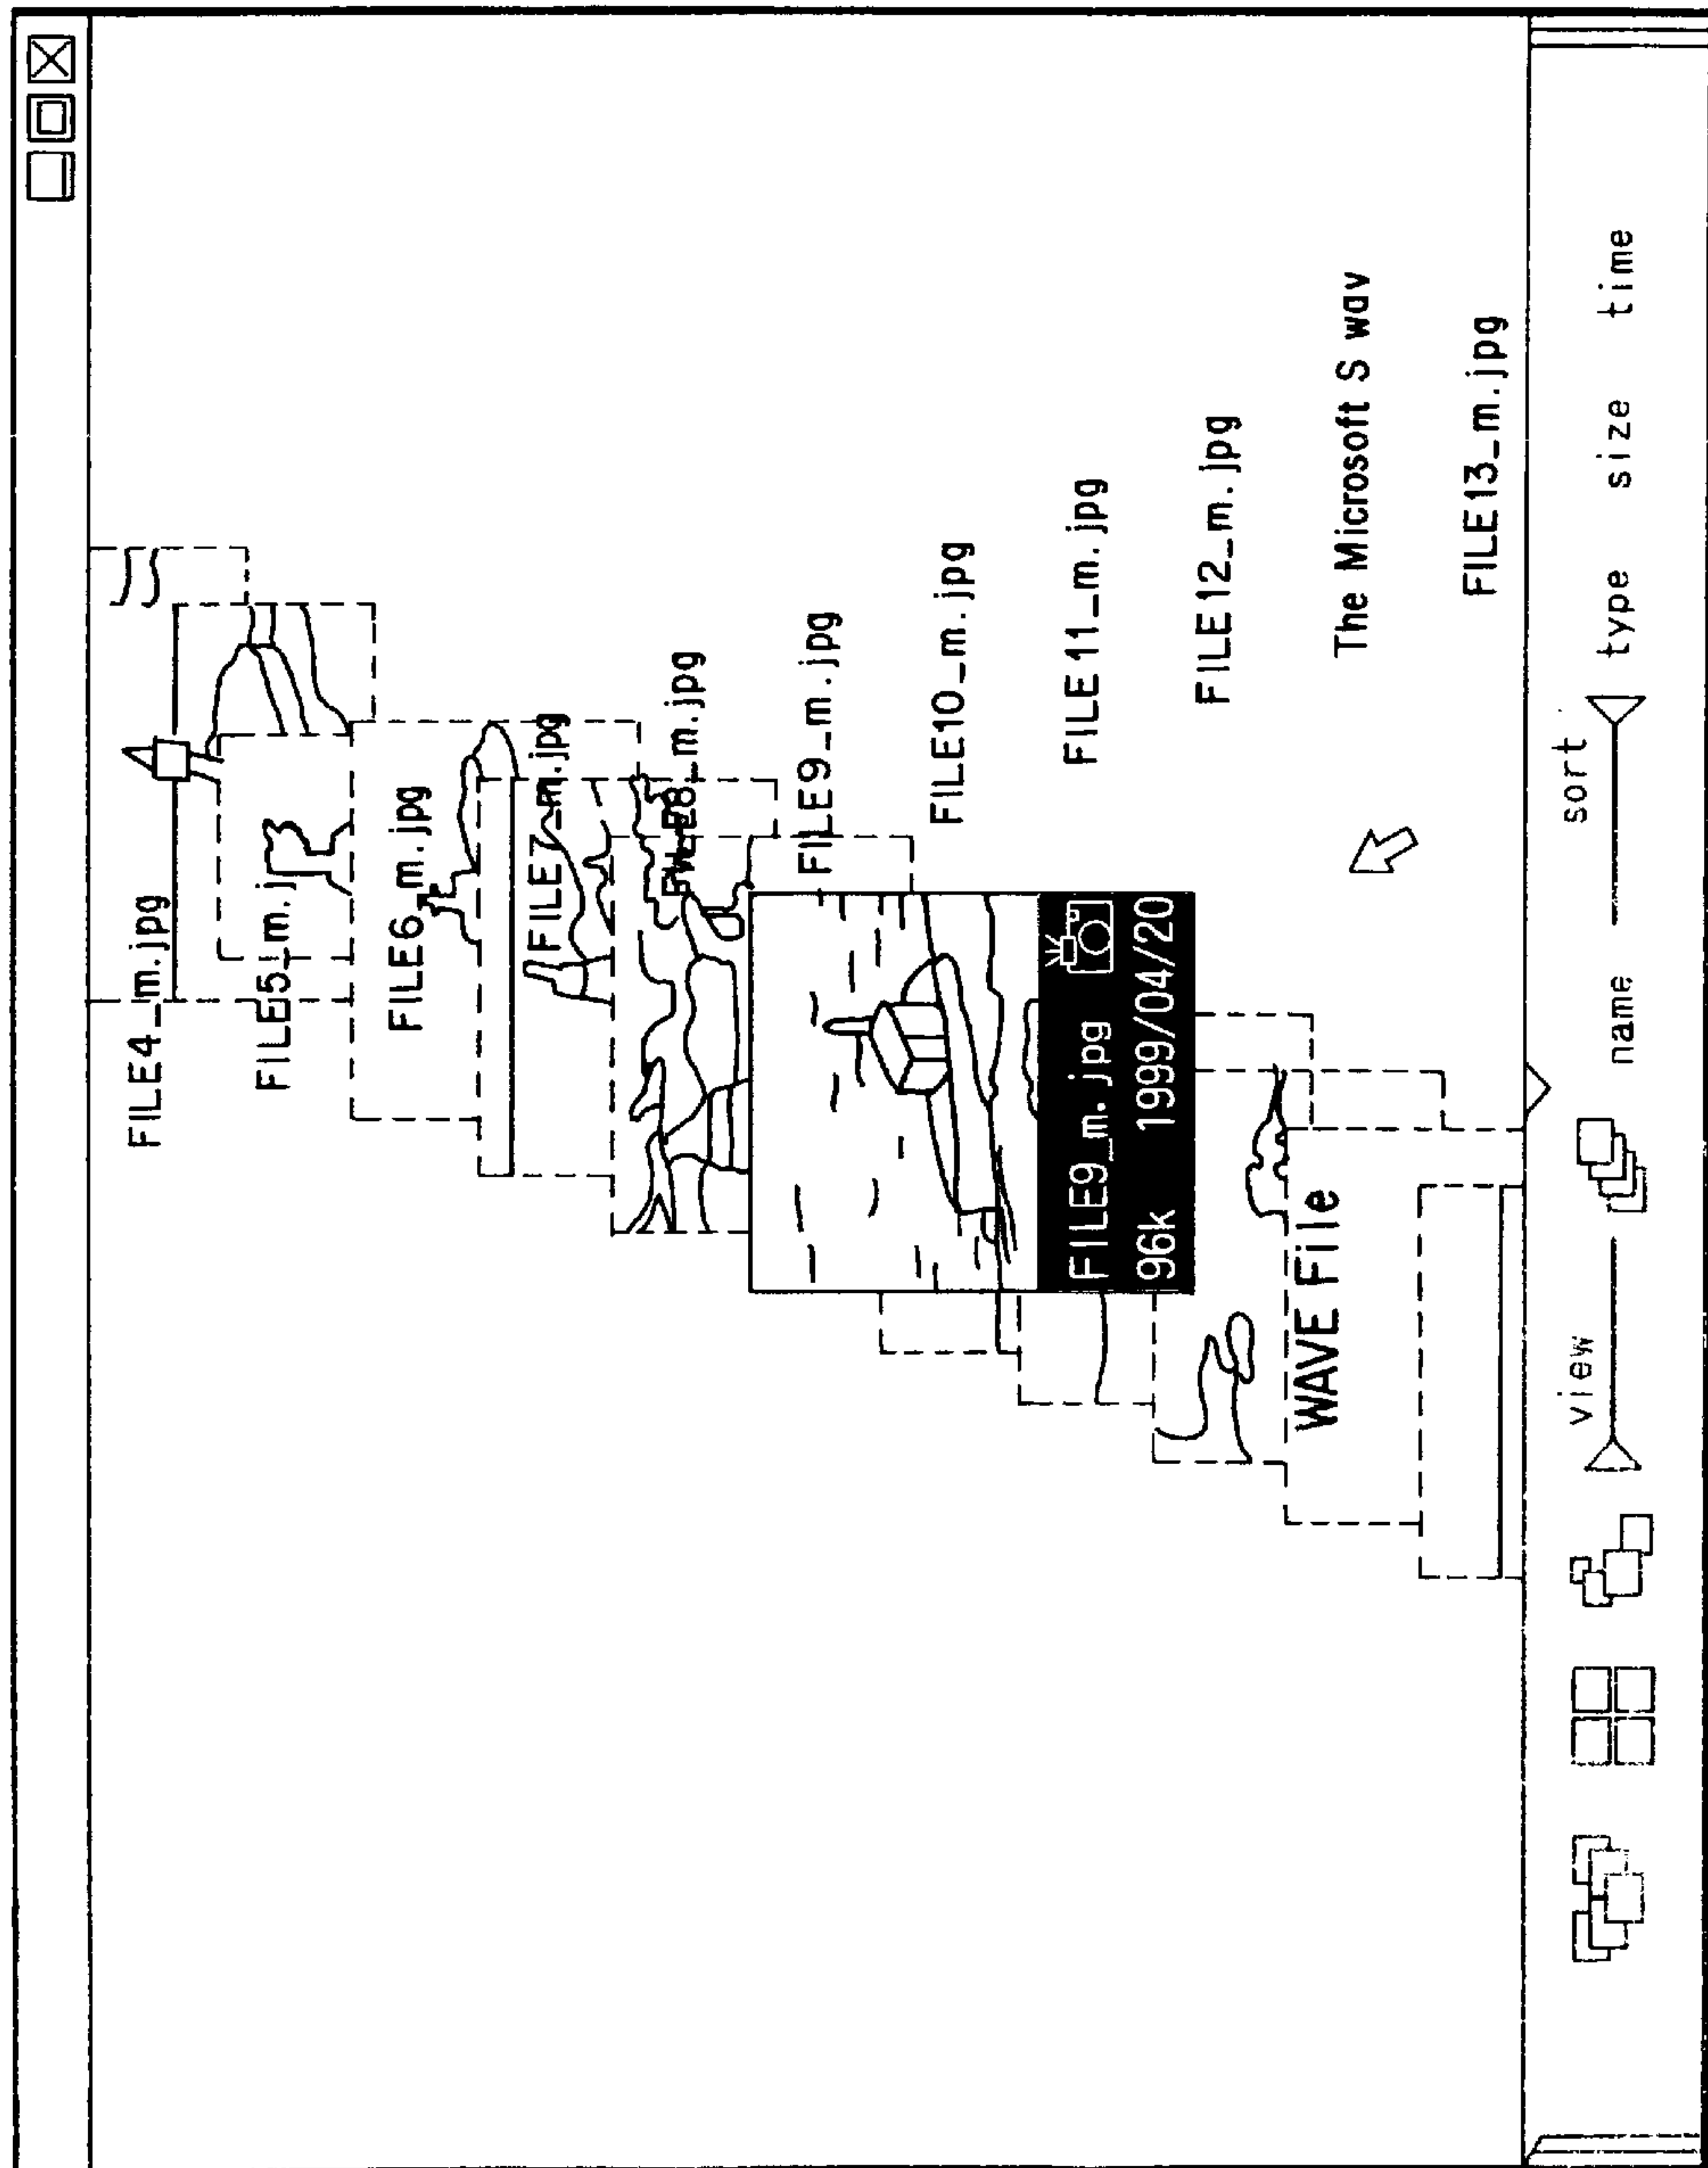 FILE4_m.jpg
FILE5_m.j
FILE6_m.jpg
FILE7_m.jpg
FILE8_m.jpg
FILE9_m.jpg
FILE10_m.jpg
FILE11_m.jpg
FILE12_m.jpg
The Microsoft S wav
FILE13_m.jpg
FILE9_m.jpg
96k 1999/04/20
WAVE File
view
sort
name type size time